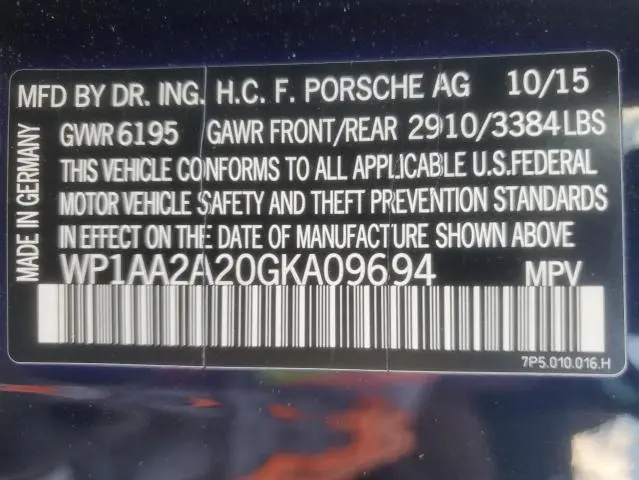 MFD BY DR. ING. H.C. F. PORSCHE AG 10/15
GVWR 6195 GAWR FRONT/REAR 2910/3384LBS
THIS VEHICLE CONFORMS TO ALL APPLICABLE U.S.FEDERAL
MOTOR VEHICLE SAFETY AND THEFT PREVENTION STANDARDS
IN EFFECT ON THE DATE OF MANUFACTURE SHOWN ABOVE
WP1AA2A20GKA09694 MPV
7P5.010.016.H
MADE IN GERMANY